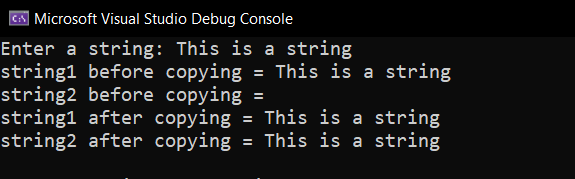 Microsoft Visual Studio Debug Console
Enter a string: This is a string
string1 before copying = This is a string
string2 before copying =
string1 after copying = This is a string
string2 after copying = This is a string